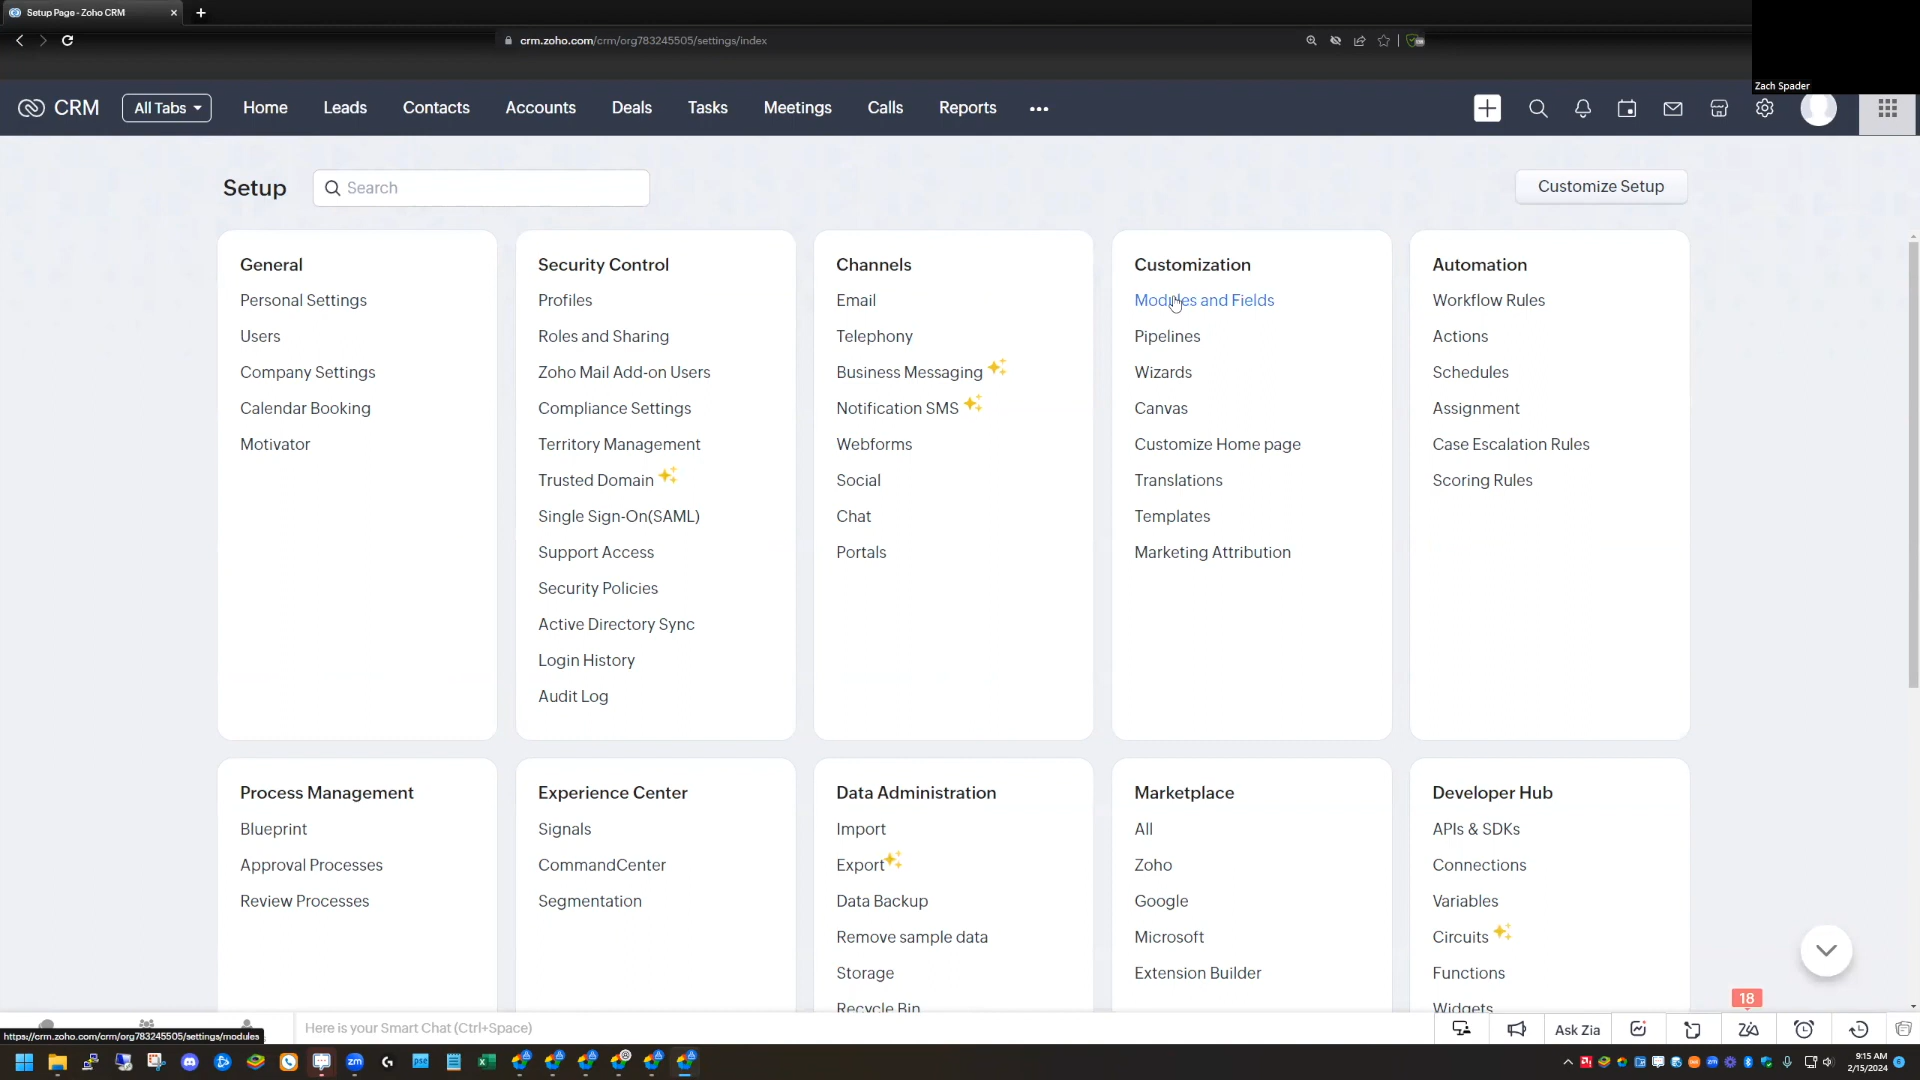 Setup Page - Zoho CRM
crm.zoho.com/crm/org783245505/settings/index
Zach Spader
CRM All Tabs Home Leads Contacts Accounts Deals Tasks Meetings Calls Reports
Setup Search Customize Setup
General
Personal Settings
Users
Company Settings
Calendar Booking
Motivator
Security Control
Profiles
Roles and Sharing
Zoho Mail Add-on Users
Compliance Settings
Territory Management
Trusted Domain
Single Sign-On(SAML)
Support Access
Security Policies
Active Directory Sync
Login History
Audit Log
Channels
Email
Telephony
Business Messaging
Notification SMS
Webforms
Social
Chat
Portals
Customization
Modules and Fields
Pipelines
Wizards
Canvas
Customize Home page
Translations
Templates
Marketing Attribution
Automation
Workflow Rules
Actions
Schedules
Assignment
Case Escalation Rules
Scoring Rules
Process Management
Blueprint
Approval Processes
Review Processes
Experience Center
Signals
CommandCenter
Segmentation
Data Administration
Import
Export
Data Backup
Remove sample data
Storage
Recycle Bin
Marketplace
All
Zoho
Google
Microsoft
Extension Builder
Developer Hub
APIs & SDKs
Connections
Variables
Circuits
Functions
Widgets
18
Here is your Smart Chat (Ctrl+Space)
Ask Zia
https://crm.zoho.com/crm/org783245505/settings/modules
9:15 AM
2/15/2024